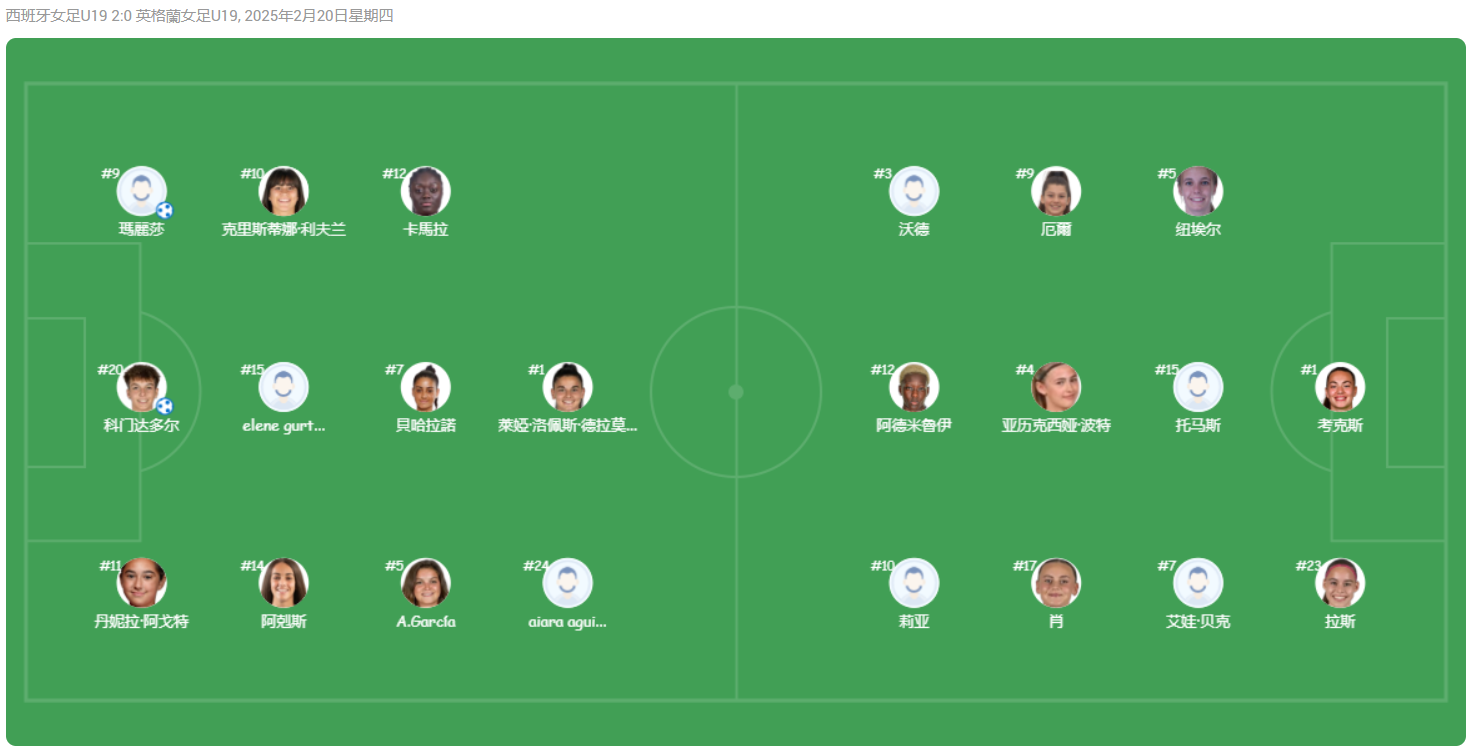 西班牙女足U19 2:0 英格蘭女足U19, 2025年2月20日星期四
#9 #10 #12 #3 #9 #5
瑪麗莎 克里斯蒂娜·利夫兰 卡馬拉 沃德 厄爾 纽埃尔
#20 #15 #7 #1 #12 #4 #15 #1
科门达多尔 elene gurt... 貝哈拉諾 萊婭·洛佩斯·德拉莫... 阿德米鲁伊 亚历克西娅·波特 托马斯 考克斯
#11 #14 #5 #24 #10 #17 #7 #23
丹妮拉·阿戈特 阿剋斯 A.García aiara agui... 莉亚 肖 艾娃·贝克 拉斯